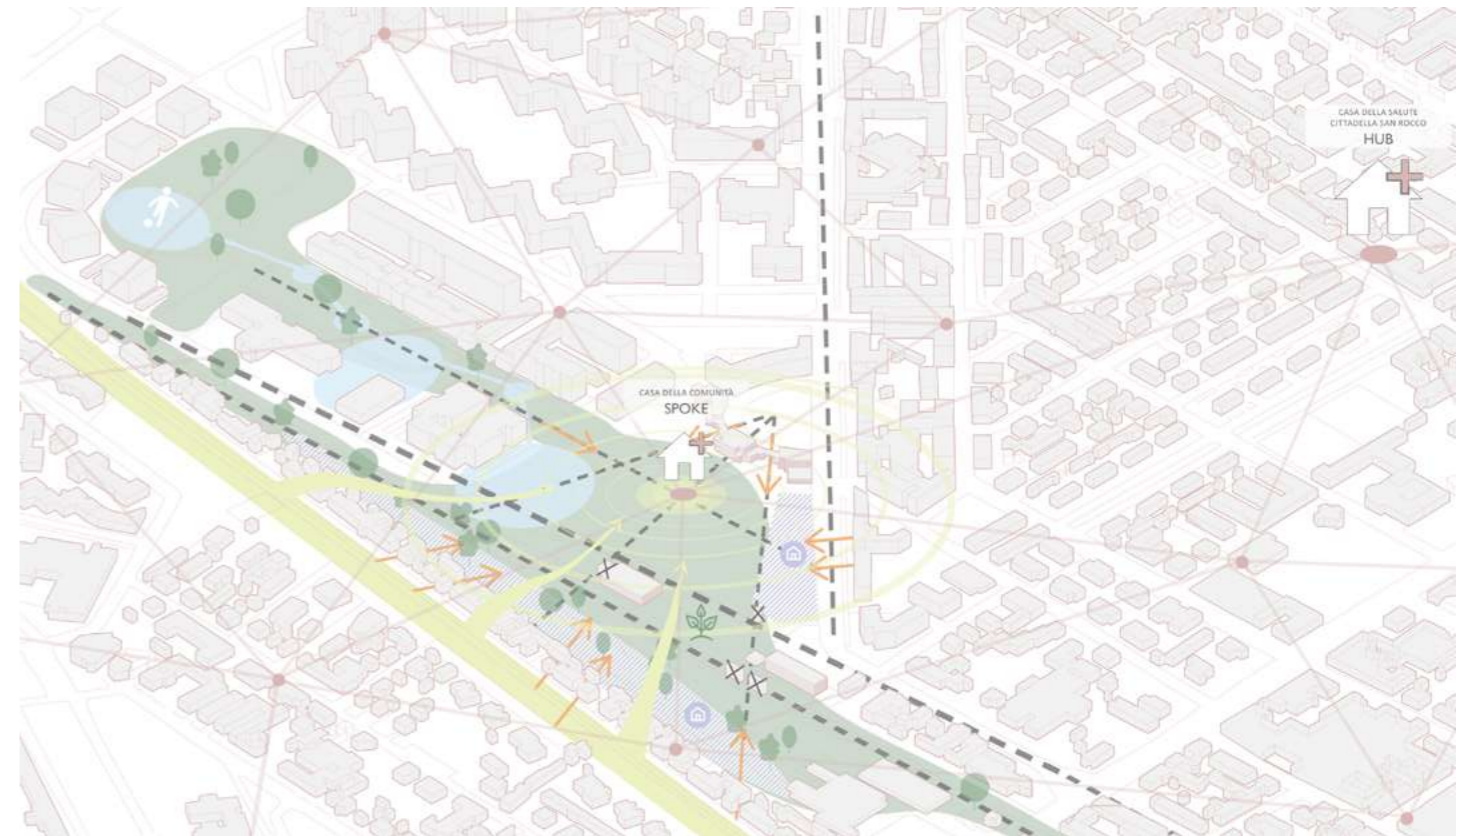 CASA DELLA SALUTE
CITTADELLA SAN ROCCO
HUB
CASA DELLA COMUNITÀ
SPOKE